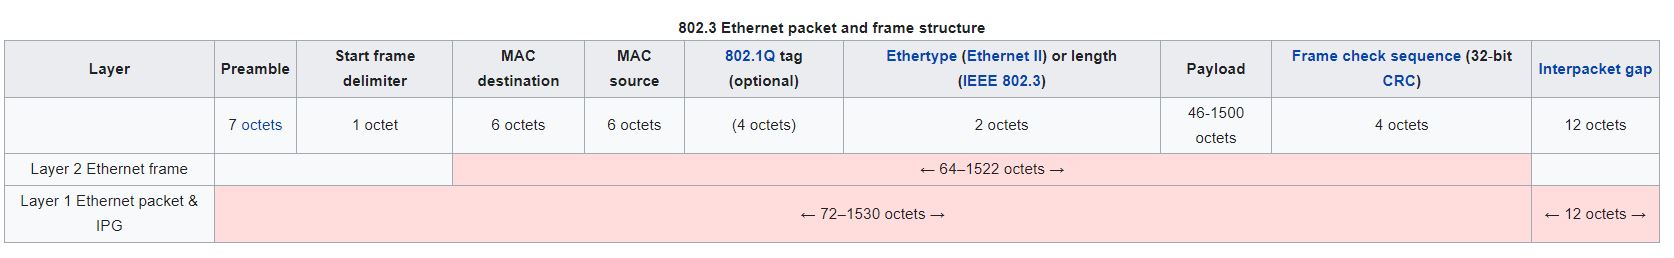 802.3 Ethernet packet and frame structure
Layer
Preamble
Start frame
delimiter
MAC
destination
MAC
source
802.1Q tag
(optional)
Ethertype (Ethernet II) or length
(IEEE 802.3)
Payload
Frame check sequence (32-bit
CRC)
Interpacket gap
7 octets
1 octet
6 octets
6 octets
(4 octets)
2 octets
46-1500
octets
4 octets
12 octets
Layer 2 Ethernet frame
← 64–1522 octets →
Layer 1 Ethernet packet &
IPG
← 72–1530 octets →
← 12 octets →